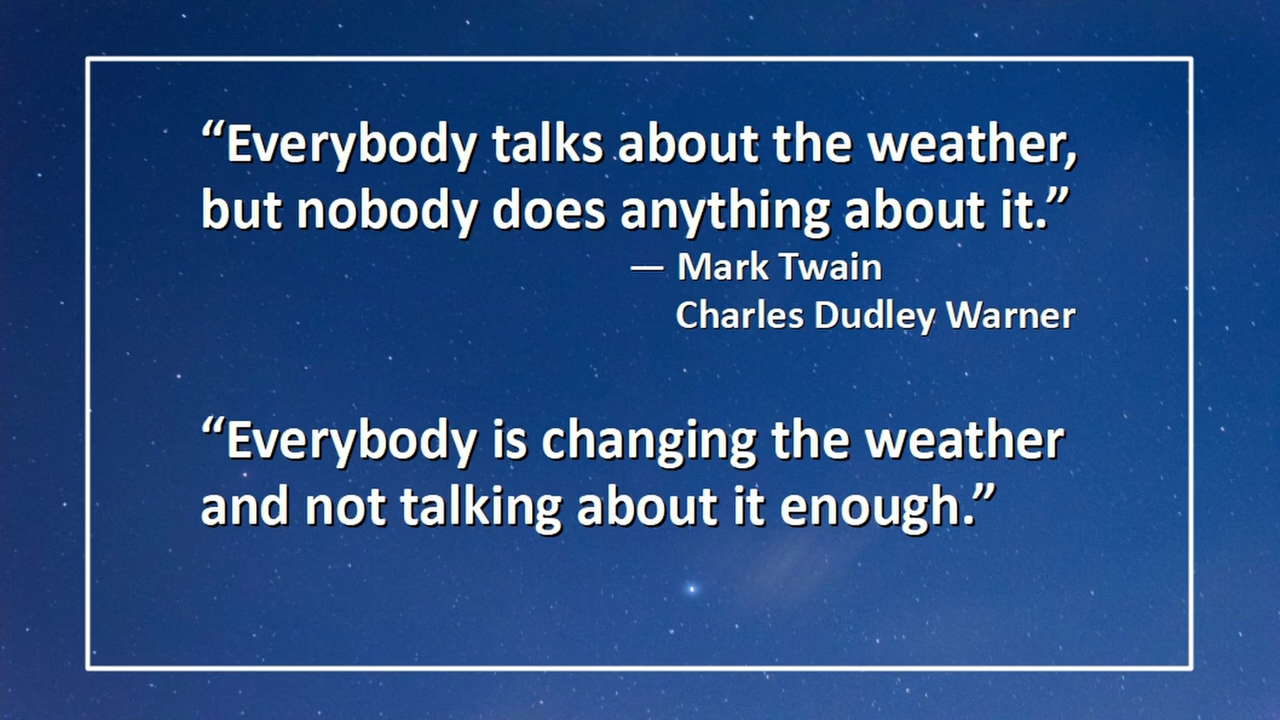 “Everybody talks about the weather,
but nobody does anything about it.”
— Mark Twain
Charles Dudley Warner
“Everybody is changing the weather
and not talking about it enough.”